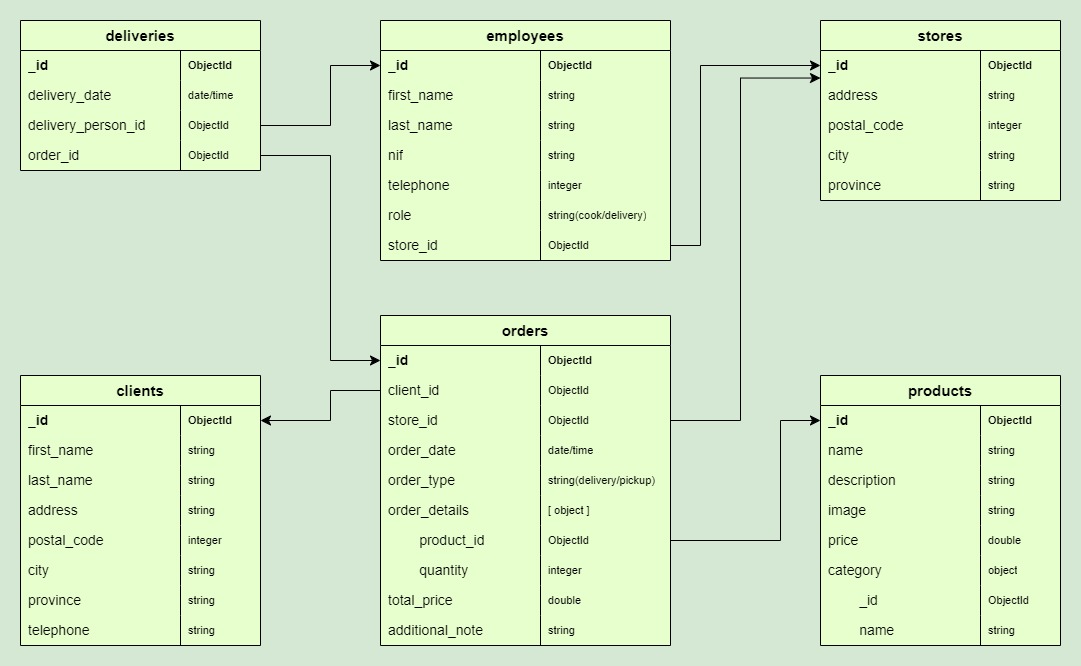 deliveries
_id ObjectId
delivery_date date/time
delivery_person_id ObjectId
order_id ObjectId
employees
_id ObjectId
first_name string
last_name string
nif string
telephone integer
role string(cook/delivery)
store_id ObjectId
stores
_id ObjectId
address string
postal_code integer
city string
province string
clients
_id ObjectId
first_name string
last_name string
address string
postal_code integer
city string
province string
telephone string
orders
_id ObjectId
client_id ObjectId
store_id ObjectId
order_date date/time
order_type string(delivery/pickup)
order_details [ object ]
product_id ObjectId
quantity integer
total_price double
additional_note string
products
_id ObjectId
name string
description string
image string
price double
category object
_id ObjectId
name string